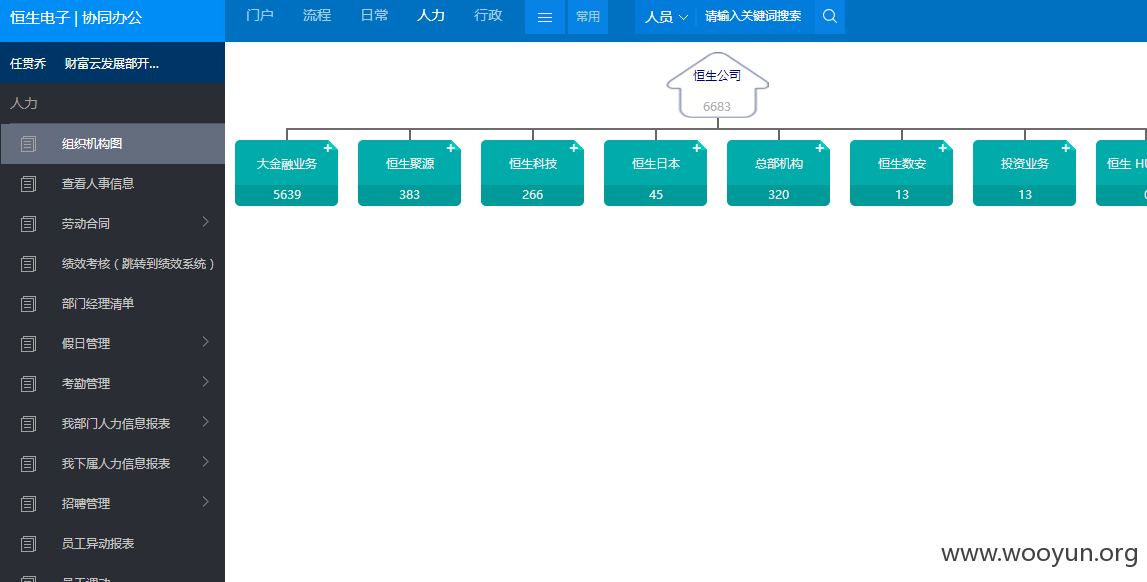 恒生电子 | 协同办公
门户 流程 日常 人力 行政 常用 人员 请输入关键词搜索
任贯乔 财富云发展部开...
人力
组织机构图
查看人事信息
劳动合同
绩效考核（跳转到绩效系统）
部门经理清单
假日管理
考勤管理
我部门人力信息报表
我下属人力信息报表
招聘管理
员工异动报表
员工调动
恒生公司
6683
大金融业务
5639
恒生聚源
383
恒生科技
266
恒生日本
45
总部机构
320
恒生数安
13
投资业务
13
恒生 HU
www.wooyun.org